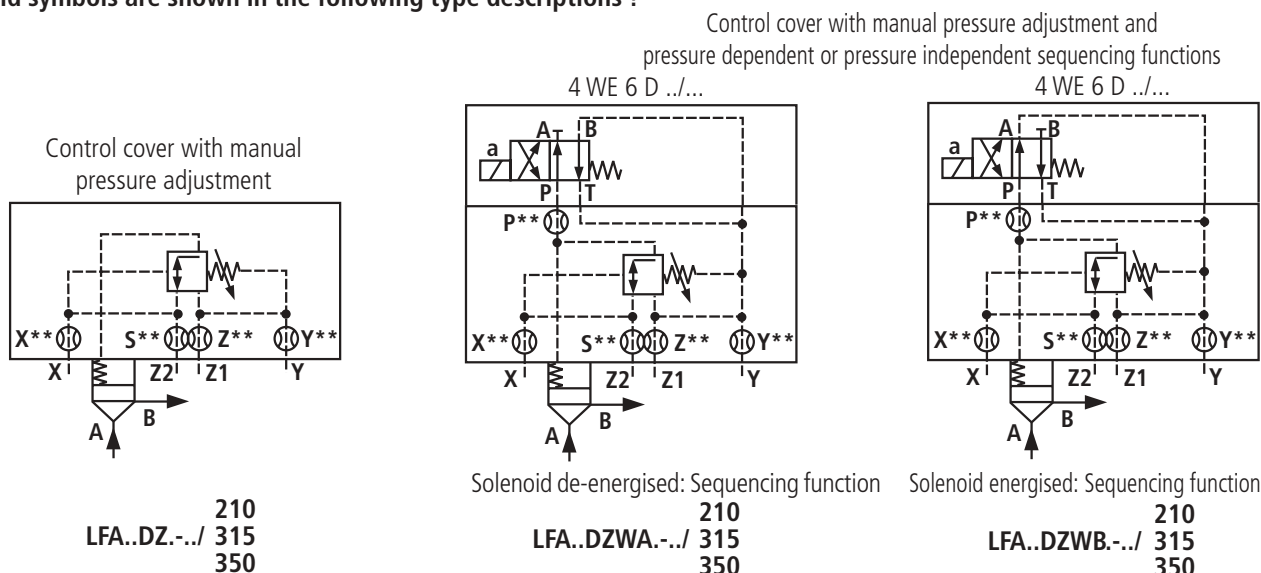 nd symbols are shown in the following type descriptions :
Control cover with manual pressure adjustment and
pressure dependent or pressure independent sequencing functions
4 WE 6 D ../...
4 WE 6 D ../...
Control cover with manual
pressure adjustment
X** S** Z** Y**
X Z2 Z1 Y
A B
LFA..DZ.-../ 210
315
350
A B
a
P T
P**
X** S** Z** Y**
X Z2 Z1 Y
A B
Solenoid de-energised: Sequencing function
LFA..DZWA.-../ 210
315
350
A B
a
P T
P**
X** S** Z** Y**
X Z2 Z1 Y
A B
Solenoid energised: Sequencing function
LFA..DZWB.-../ 210
315
350